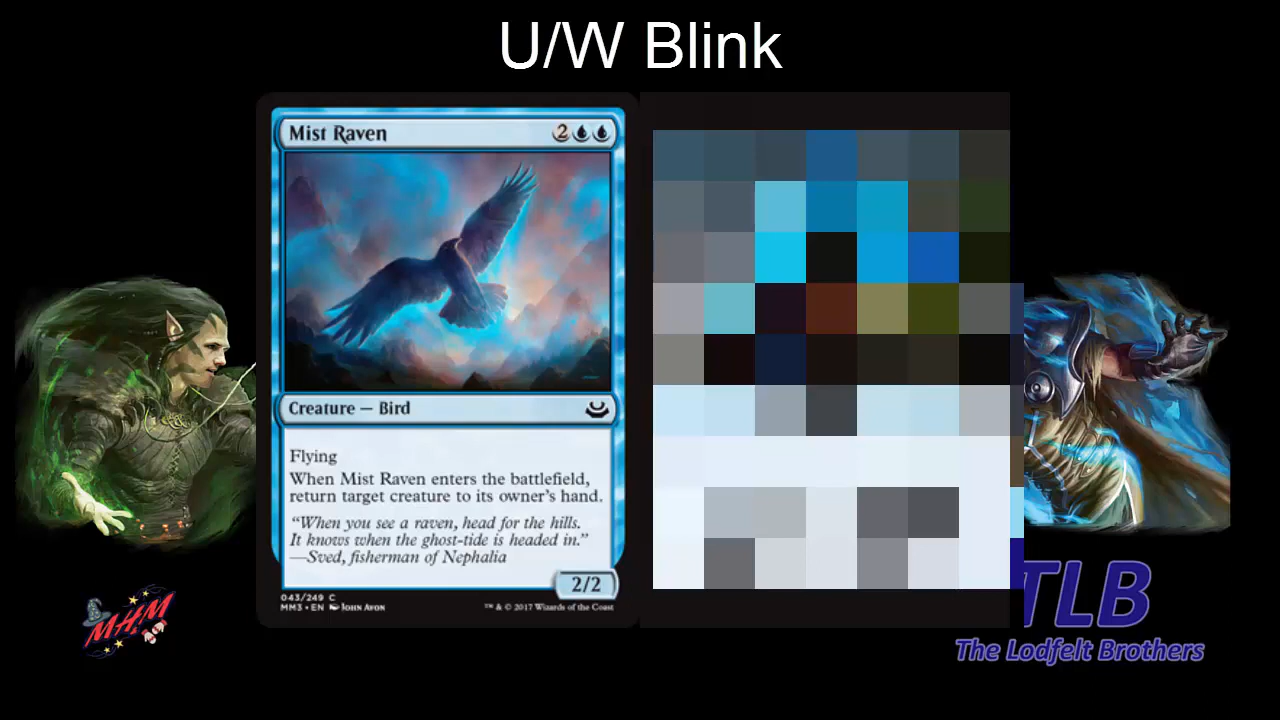 U/W Blink
Mist Raven
2
Creature — Bird
Flying
When Mist Raven enters the battlefield,
return target creature to its owner's hand.
"When you see a raven, head for the hills.
It knows when the ghost-tide is headed in."
—Sved, fisherman of Nephalia
2/2
043/249 C
MM3 • EN John Avon
™ & © 2017 Wizards of the Coast
MHM
TLB
The Lodfelt Brothers